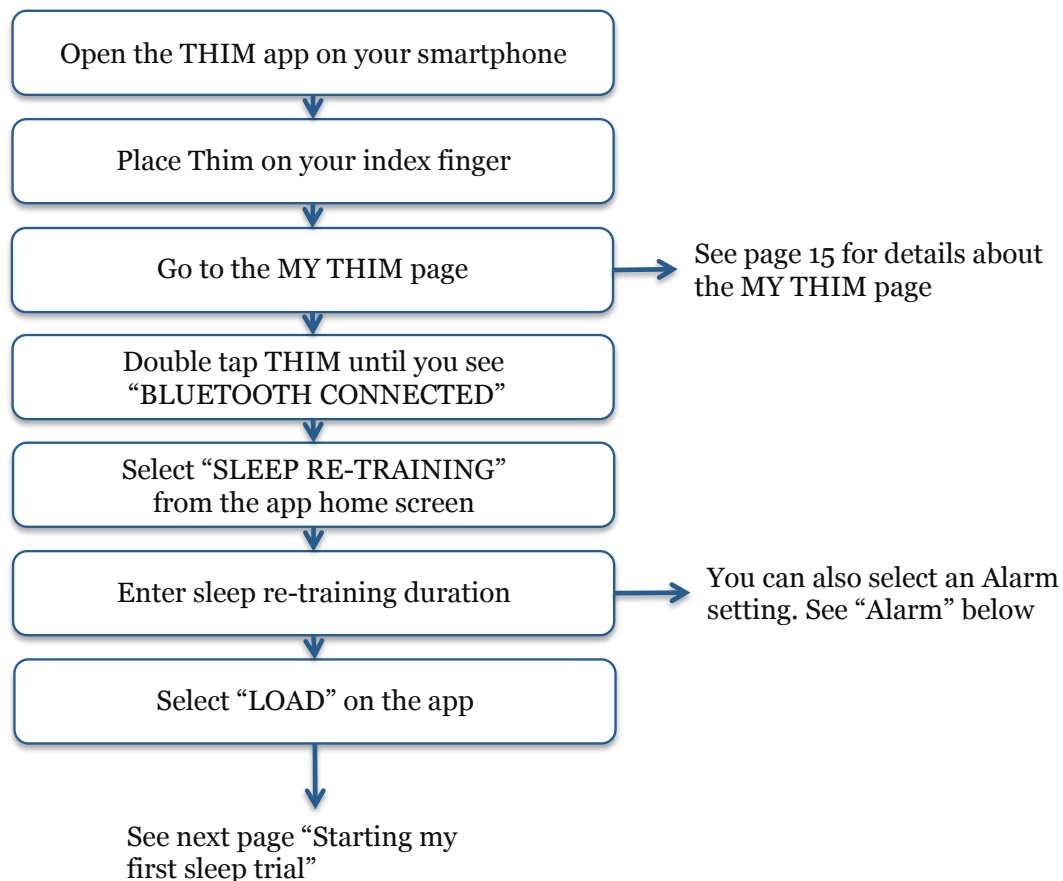 Open the THIM app on your smartphone
Place Thim on your index finger
Go to the MY THIM page
See page 15 for details about
the MY THIM page
Double tap THIM until you see
“BLUETOOTH CONNECTED”
Select “SLEEP RE-TRAINING”
from the app home screen
Enter sleep re-training duration
You can also select an Alarm
setting. See “Alarm” below
Select “LOAD” on the app
See next page “Starting my
first sleep trial”